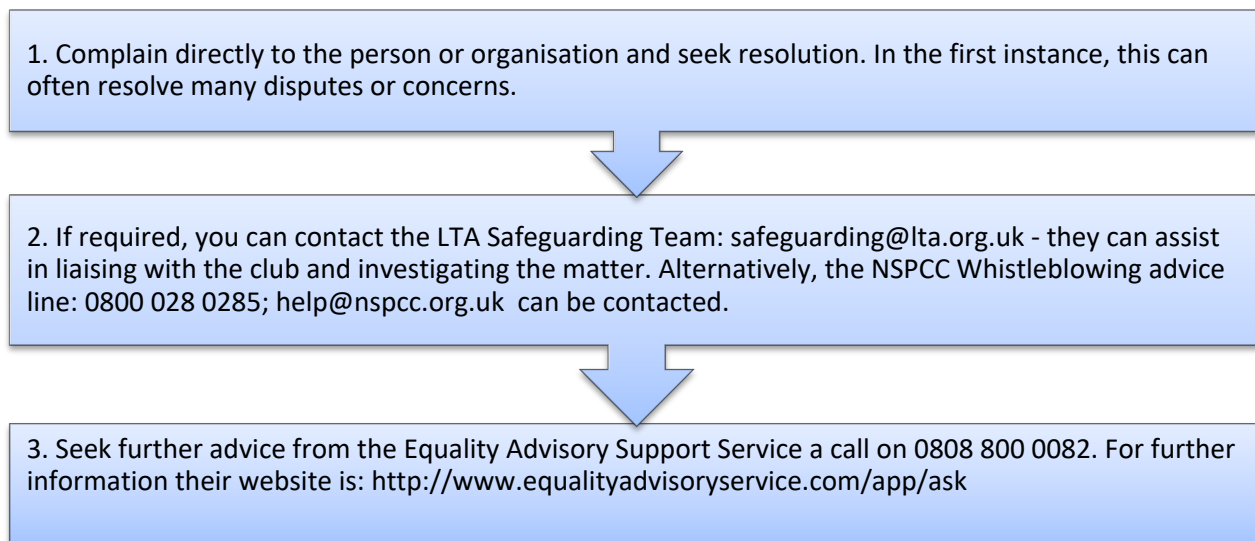 1. Complain directly to the person or organisation and seek resolution. In the first instance, this can
often resolve many disputes or concerns.
2. If required, you can contact the LTA Safeguarding Team: safeguarding@lta.org.uk - they can assist
in liaising with the club and investigating the matter. Alternatively, the NSPCC Whistleblowing advice
line: 0800 028 0285; help@nspcc.org.uk  can be contacted.
3. Seek further advice from the Equality Advisory Support Service a call on 0808 800 0082. For further
information their website is: http://www.equalityadvisoryservice.com/app/ask